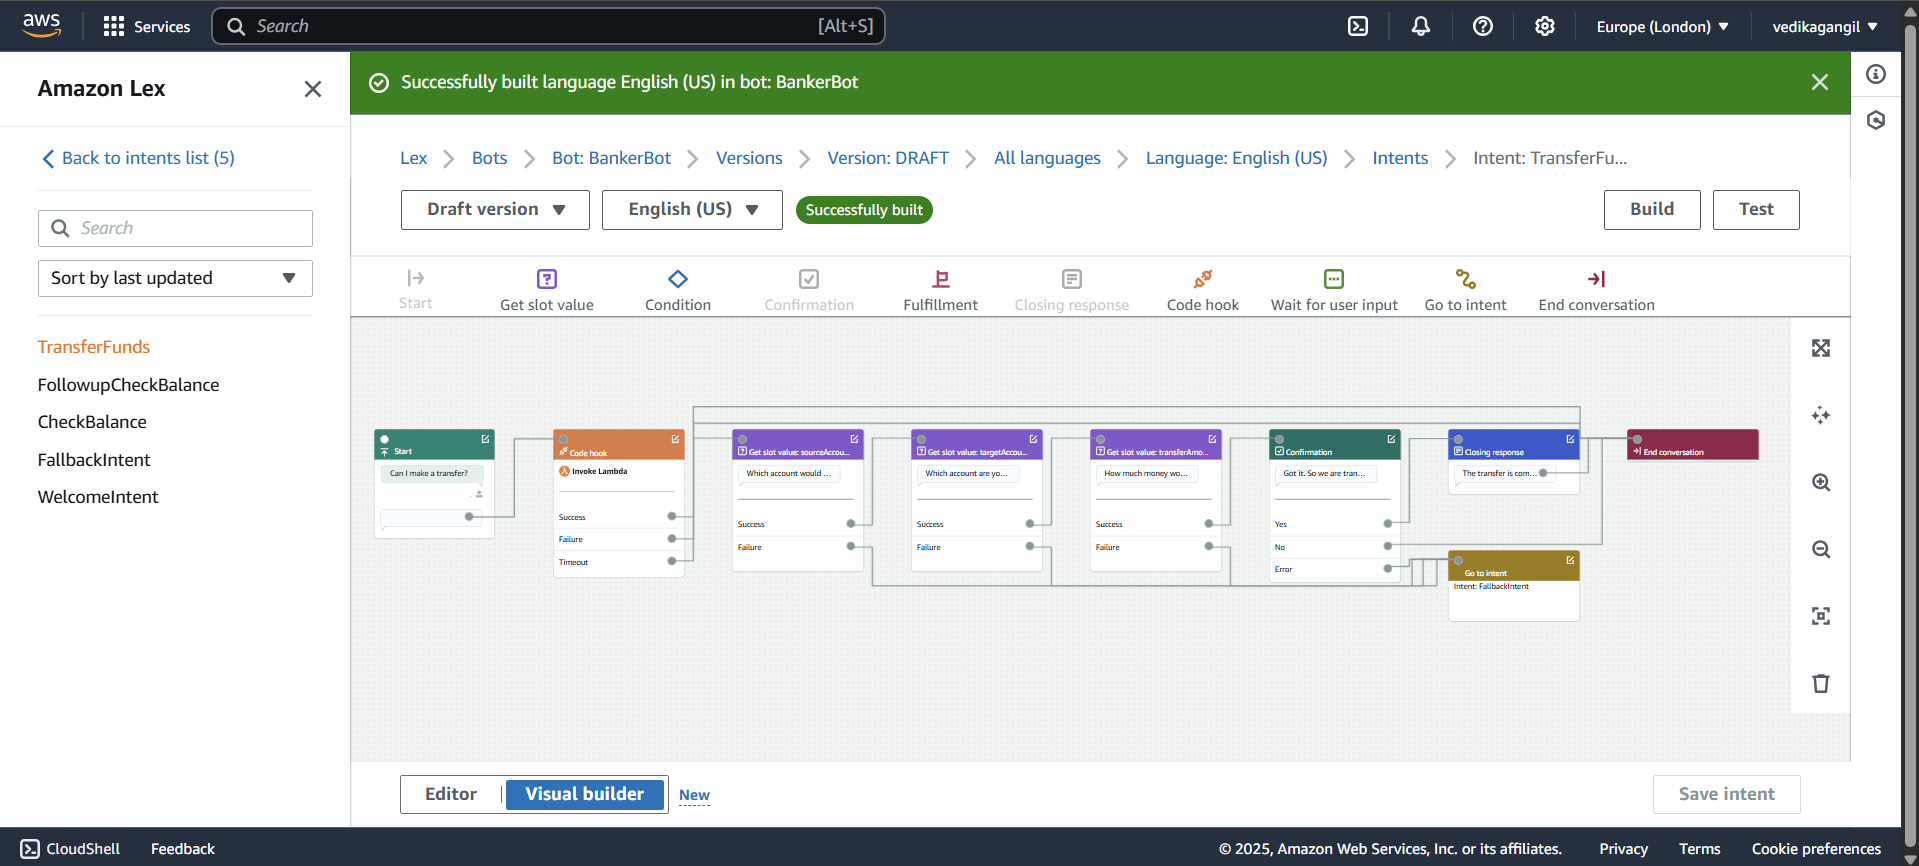 aws
Services
Search
[Alt+S]
Europe (London)
vedikagangil
Amazon Lex
Successfully built language English (US) in bot: BankerBot
Back to intents list (5)
Lex
Bots
Bot: BankerBot
Versions
Version: DRAFT
All languages
Language: English (US)
Intents
Intent: TransferFu...
Draft version
English (US)
Successfully built
Build
Test
Search
Sort by last updated
Start
Get slot value
Condition
Confirmation
Fulfillment
Closing response
Code hook
Wait for user input
Go to intent
End conversation
TransferFunds
FollowupCheckBalance
CheckBalance
FallbackIntent
WelcomeIntent
Start
Can I make a transfer?
Code hook
Invoke Lambda
Success
Failure
Timeout
Get slot value: sourceAccou...
Which account would ...
Success
Failure
Get slot value: targetAccou...
Which account are yo...
Success
Failure
Get slot value: transferAmo...
How much money wo...
Success
Failure
Confirmation
Got it. So we are tran...
Yes
No
Error
Closing response
The transfer is com...
Go to intent
Intent: FallbackIntent
End conversation
Editor
Visual builder
New
Save intent
CloudShell
Feedback
© 2025, Amazon Web Services, Inc. or its affiliates.
Privacy
Terms
Cookie preferences